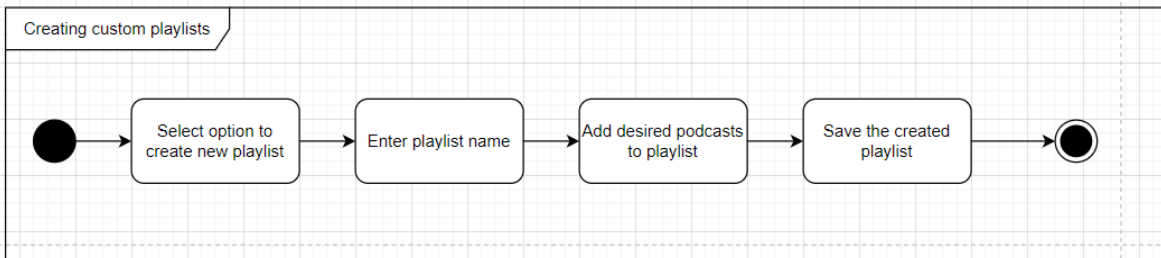 Creating custom playlists
Select option to
create new playlist
Enter playlist name
Add desired podcasts
to playlist
Save the created
playlist